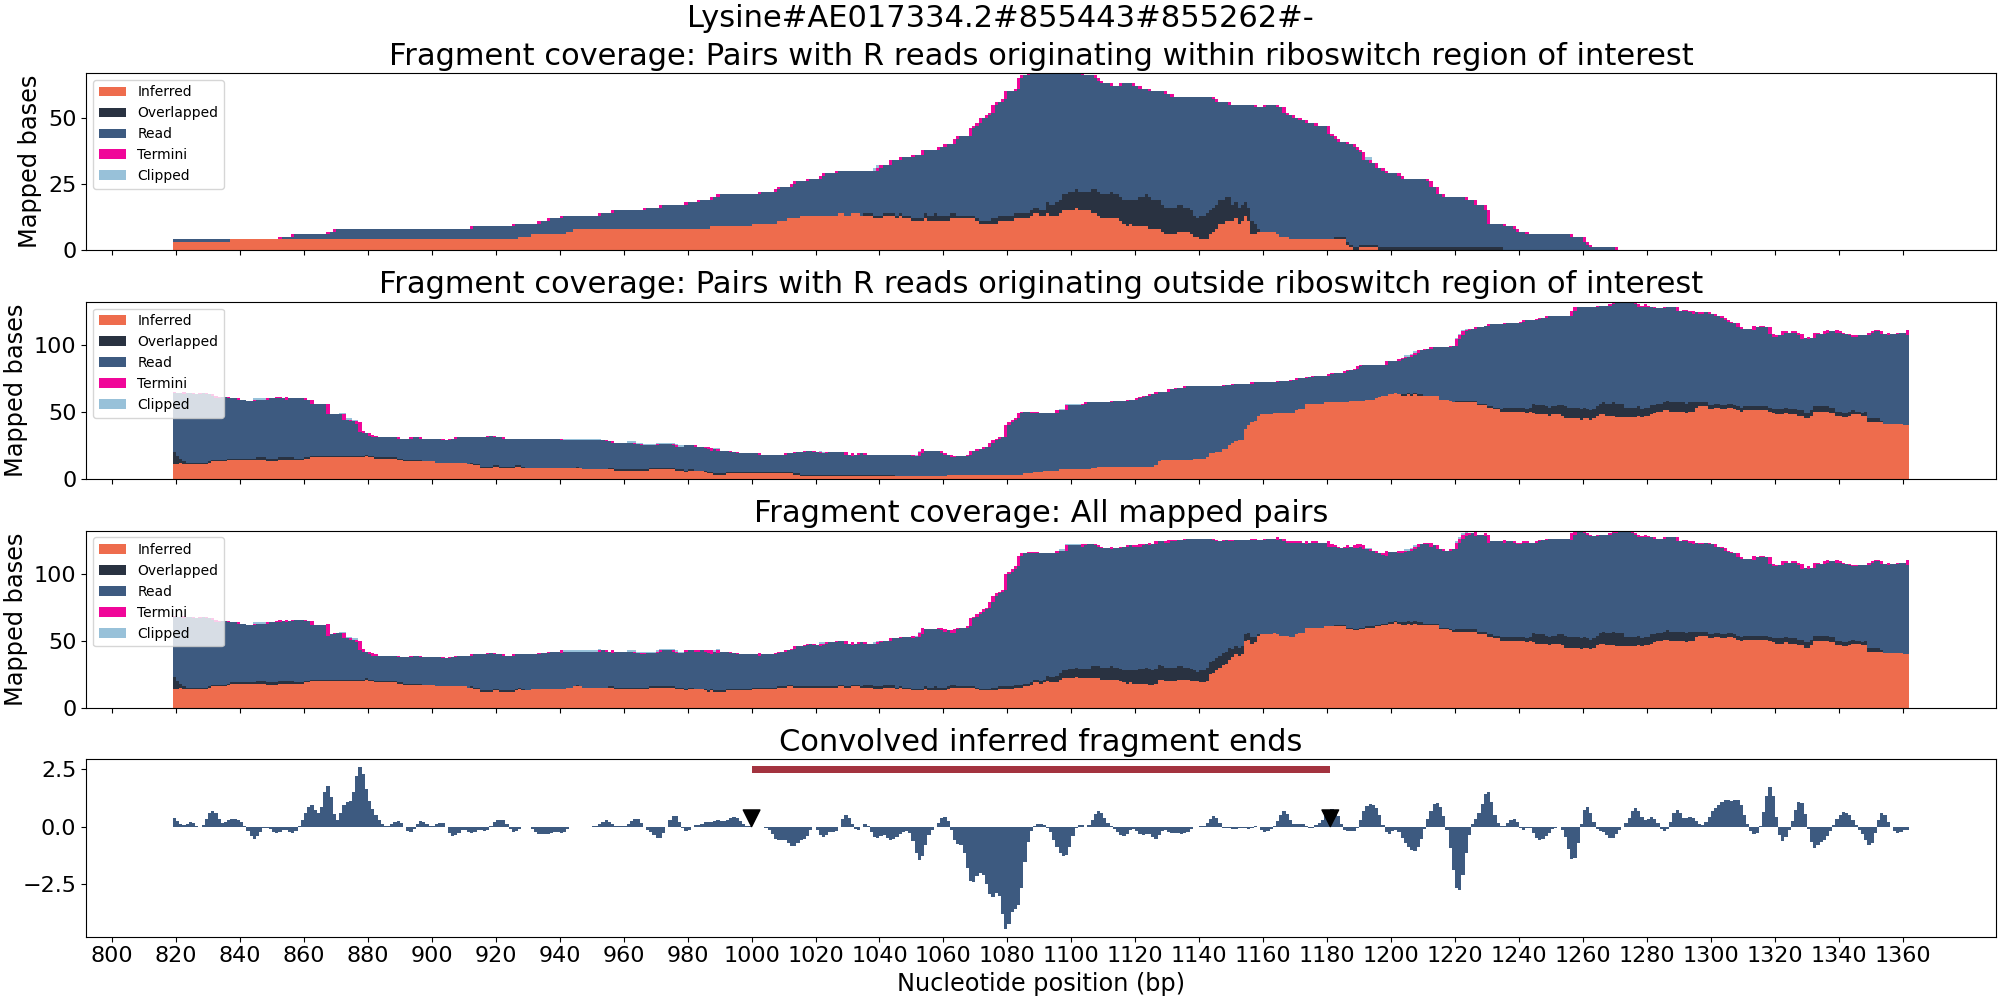 Lysine#AE017334.2#855443#855262#-
Fragment coverage: Pairs with R reads originating within riboswitch region of interest
Mapped bases
50
25
0
Inferred
Overlapped
Read
Termini
Clipped
Fragment coverage: Pairs with R reads originating outside riboswitch region of interest
Mapped bases
100
50
0
Inferred
Overlapped
Read
Termini
Clipped
Fragment coverage: All mapped pairs
Mapped bases
100
50
0
Inferred
Overlapped
Read
Termini
Clipped
Convolved inferred fragment ends
2.5
0.0
−2.5
800 820 840 860 880 900 920 940 960 980 1000 1020 1040 1060 1080 1100 1120 1140 1160 1180 1200 1220 1240 1260 1280 1300 1320 1340 1360
Nucleotide position (bp)